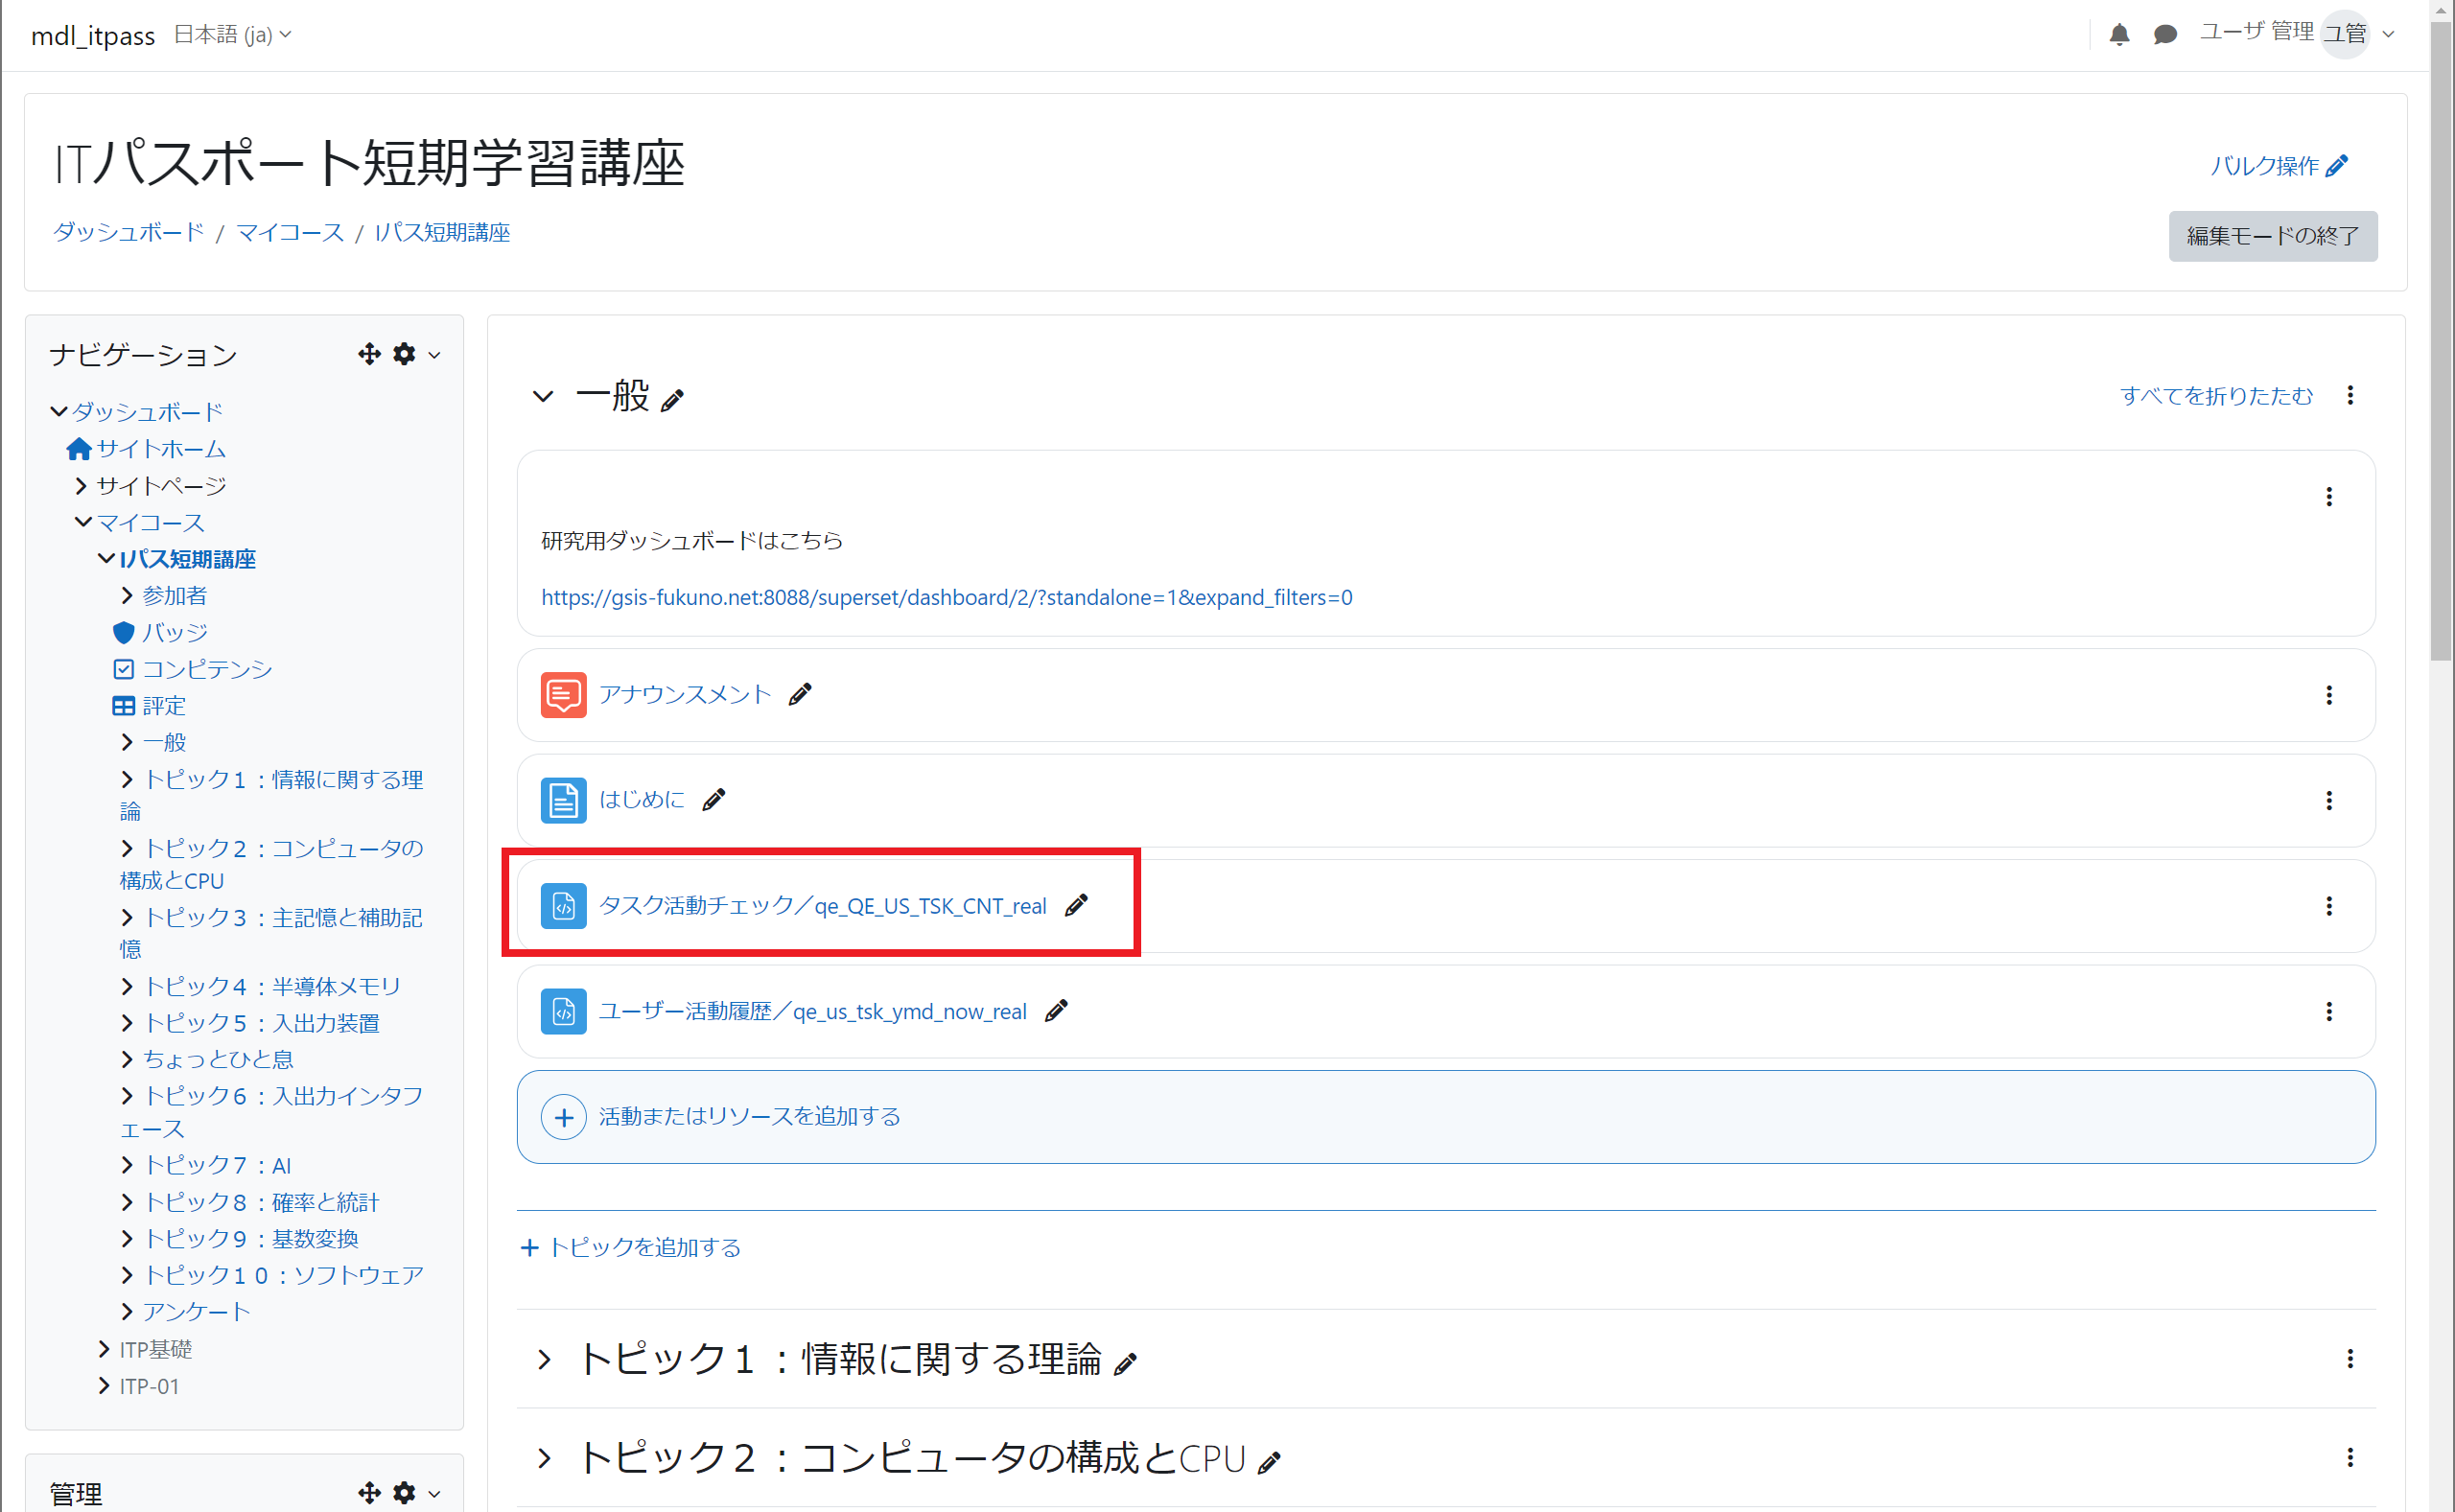 mdl_itpass 日本語 (ja)
ユーザ 管理 ユ管
ITパスポート短期学習講座
バルク操作
ダッシュボード / マイコース / Iパス短期講座
編集モードの終了
ナビゲーション
ダッシュボード
サイトホーム
サイトページ
マイコース
Iパス短期講座
参加者
バッジ
コンピテンシ
評定
一般
トピック１：情報に関する理
論
トピック２：コンピュータの
構成とCPU
トピック３：主記憶と補助記
憶
トピック４：半導体メモリ
トピック５：入出力装置
ちょっとひと息
トピック６：入出力インタフ
ェース
トピック７：AI
トピック８：確率と統計
トピック９：基数変換
トピック１０：ソフトウェア
アンケート
ITP基礎
ITP-01
管理
一般
すべてを折りたたむ
研究用ダッシュボードはこちら
https://gsis-fukuno.net:8088/superset/dashboard/2/?standalone=1&expand_filters=0
アナウンスメント
はじめに
タスク活動チェック／qe_QE_US_TSK_CNT_real
ユーザー活動履歴／qe_us_tsk_ymd_now_real
活動またはリソースを追加する
トピックを追加する
トピック１：情報に関する理論
トピック２：コンピュータの構成とCPU